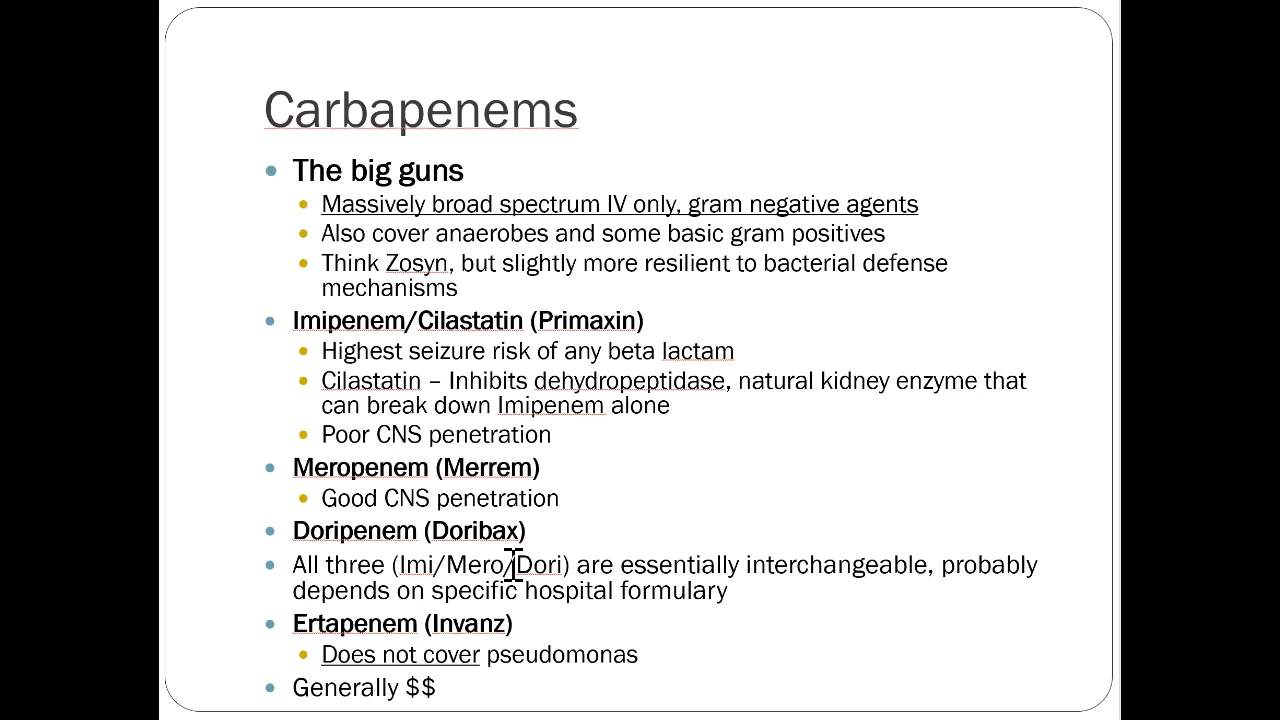 Carbapenems
The big guns
Massively broad spectrum IV only, gram negative agents
Also cover anaerobes and some basic gram positives
Think Zosyn, but slightly more resilient to bacterial defense
mechanisms
Imipenem/Cilastatin (Primaxin)
Highest seizure risk of any beta lactam
Cilastatin – Inhibits dehydropeptidase, natural kidney enzyme that
can break down Imipenem alone
Poor CNS penetration
Meropenem (Merrem)
Good CNS penetration
Doripenem (Doribax)
All three (Imi/Mero/Dori) are essentially interchangeable, probably
depends on specific hospital formulary
Ertapenem (Invanz)
Does not cover pseudomonas
Generally $$